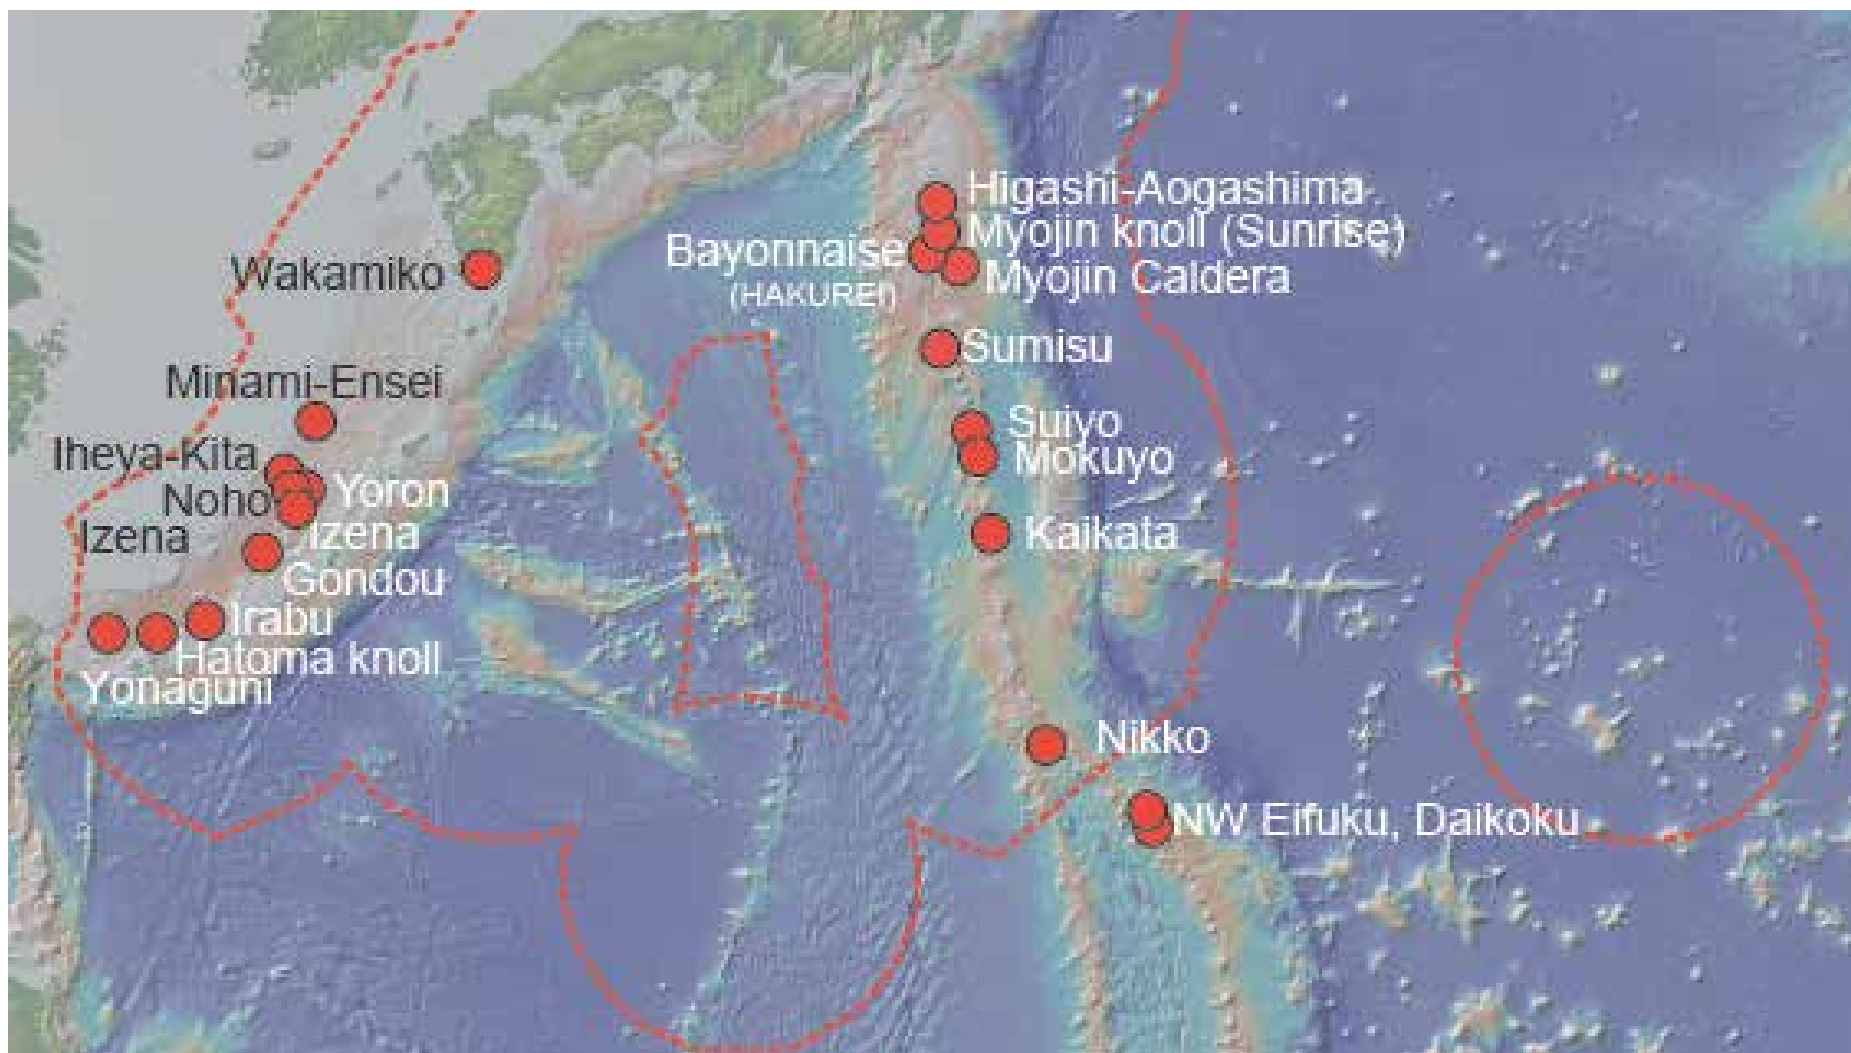 Higashi-Aogashima
Myojin knoll (Sunrise)
Bayonnaise
(HAKUREI)
Myojin Caldera
Wakamiko
Sumisu
Minami-Ensei
Suiyo
Mokuyo
Iheya-Kita
Yoron
Noho
Izena
Izena
Kaikata
Gondou
Irabu
Hatoma knoll
Yonaguni
Nikko
NW Eifuku, Daikoku